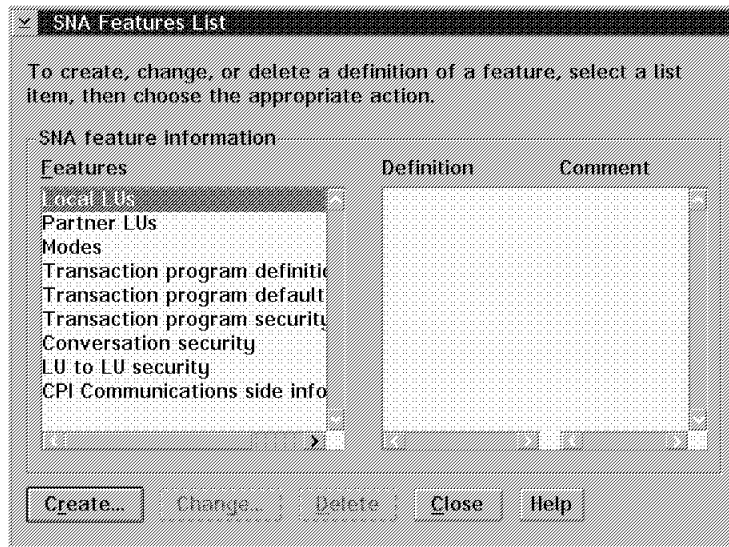 SNA Features List
To create, change, or delete a definition of a feature, select a list
item, then choose the appropriate action.
SNA feature information
Features
Definition
Comment
Local LUs
Partner LUs
Modes
Transaction program definitio
Transaction program default
Transaction program security
Conversation security
LU to LU security
CPI Communications side info
Create...
Change...
Delete
Close
Help